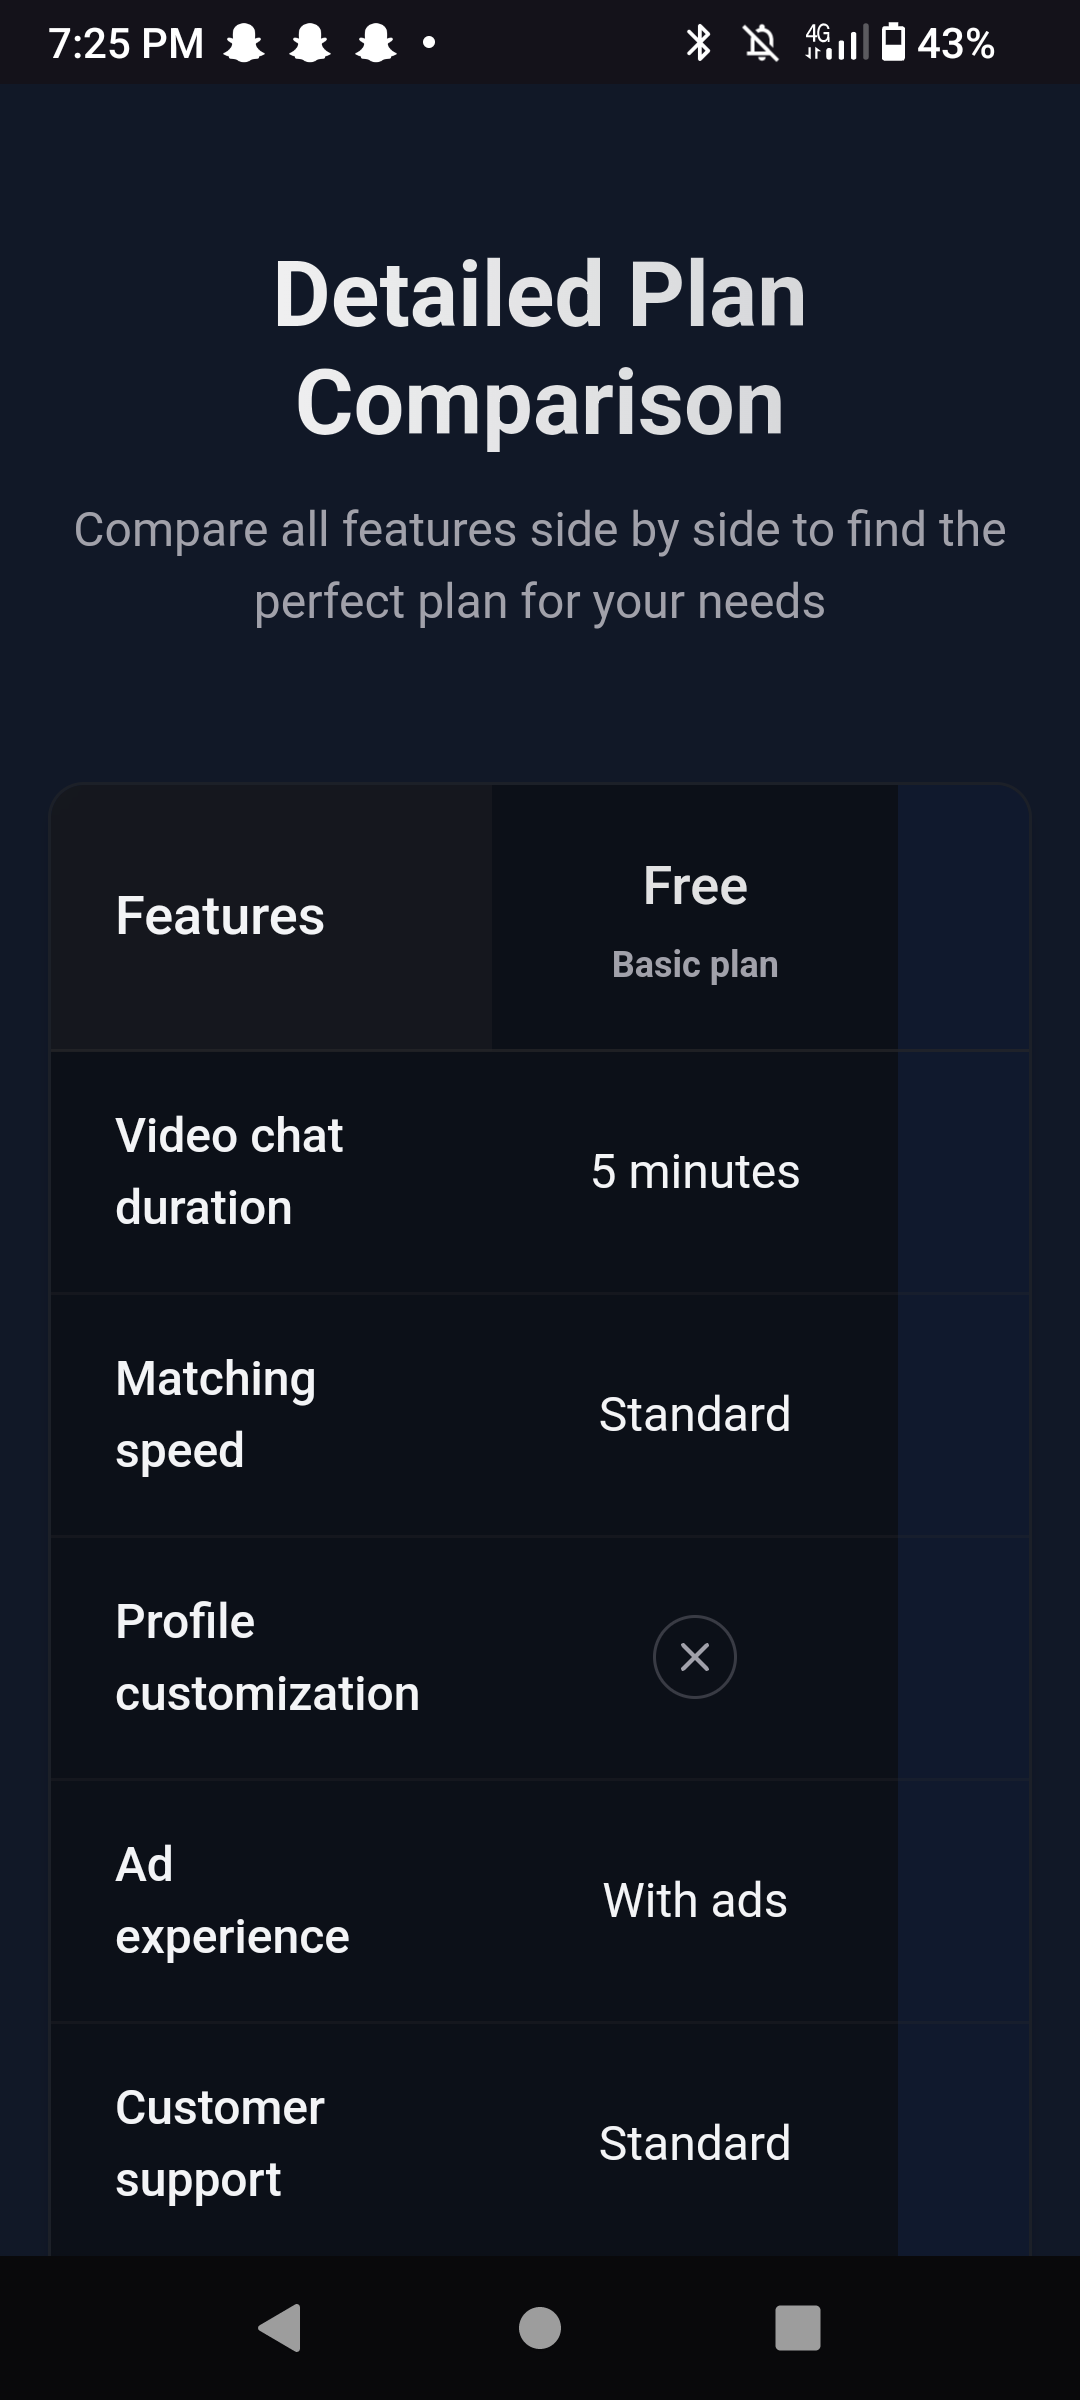 7:25 PM
4G
43%
Detailed Plan
Comparison
Compare all features side by side to find the
perfect plan for your needs
Features
Free
Basic plan
Video chat
duration
5 minutes
Matching
speed
Standard
Profile
customization
Ad
experience
With ads
Customer
support
Standard